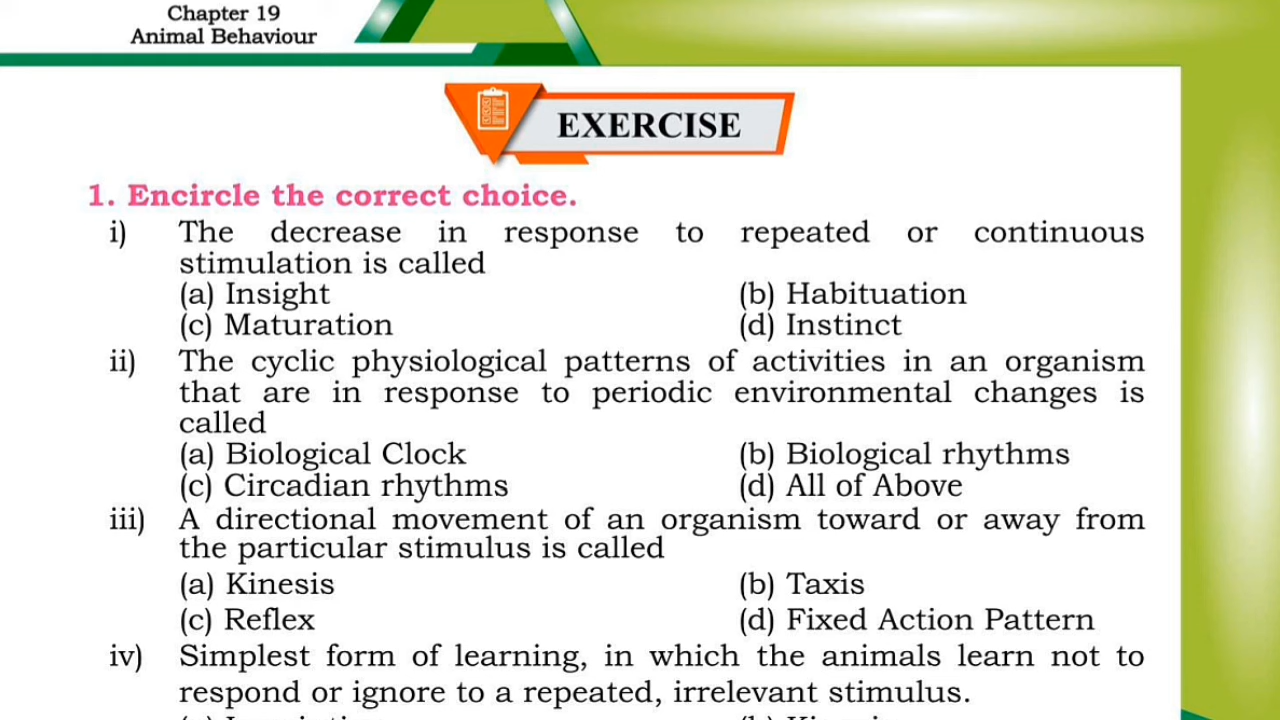 Chapter 19
Animal Behaviour
EXERCISE
1. Encircle the correct choice.
i) The decrease in response to repeated or continuous
stimulation is called
(a) Insight (b) Habituation
(c) Maturation (d) Instinct
ii) The cyclic physiological patterns of activities in an organism
that are in response to periodic environmental changes is
called
(a) Biological Clock (b) Biological rhythms
(c) Circadian rhythms (d) All of Above
iii) A directional movement of an organism toward or away from
the particular stimulus is called
(a) Kinesis (b) Taxis
(c) Reflex (d) Fixed Action Pattern
iv) Simplest form of learning, in which the animals learn not to
respond or ignore to a repeated, irrelevant stimulus.